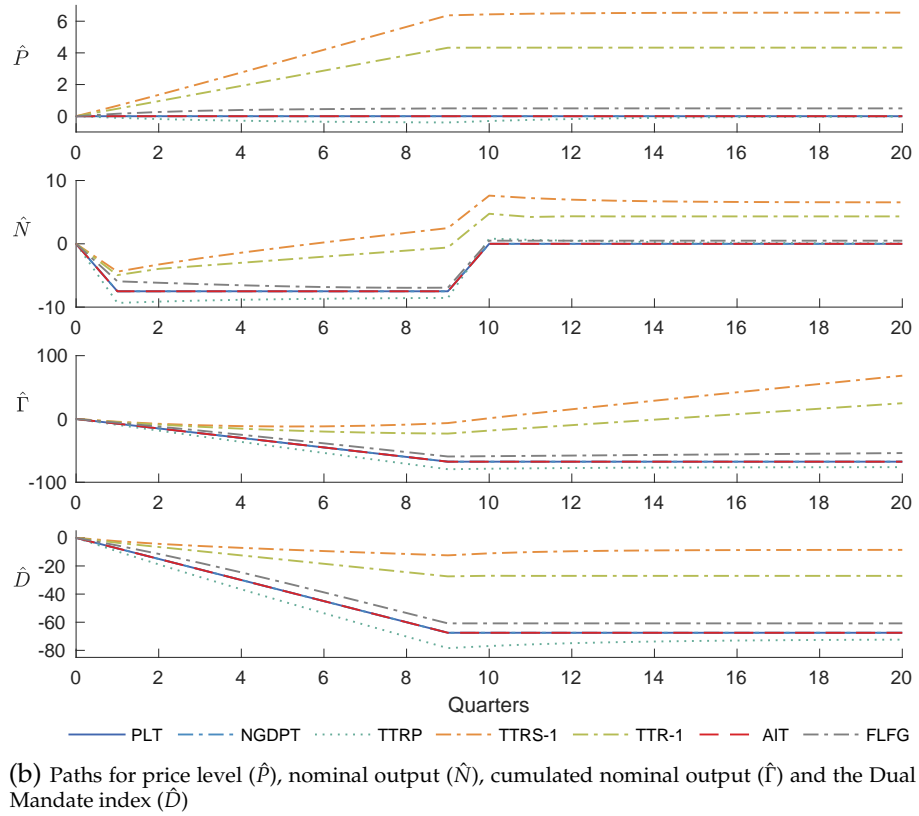 6
4
2
0
P̂
0 2 4 6 8 10 12 14 16 18 20
10
0
-10
N̂
0 2 4 6 8 10 12 14 16 18 20
100
0
-100
Γ̂
0 2 4 6 8 10 12 14 16 18 20
0
-20
-40
-60
-80
D̂
0 2 4 6 8 10 12 14 16 18 20
Quarters
PLT NGDPT TTRP TTRS-1 TTR-1 AIT FLFG
(b) Paths for price level (P̂), nominal output (N̂), cumulated nominal output (Γ̂) and the Dual
Mandate index (D̂)